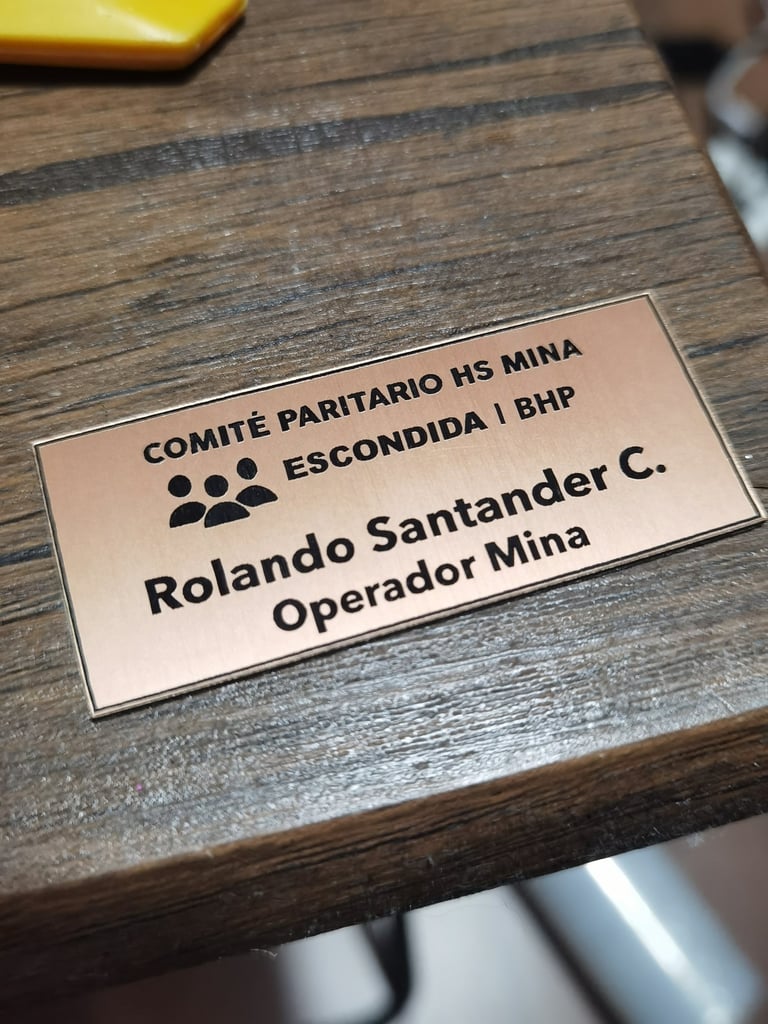 COMITÉ PARITARIO HS MINA
ESCONDIDA | BHP
Rolando Santander C.
Operador Mina